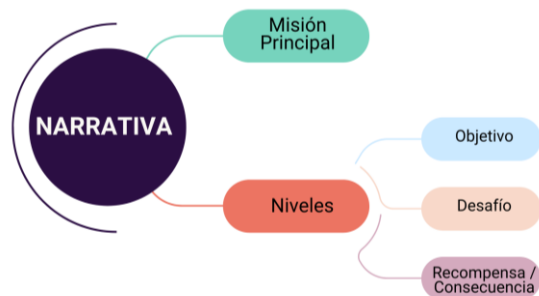 NARRATIVA
Misión
Principal
Niveles
Objetivo
Desafío
Recompensa /
Consecuencia